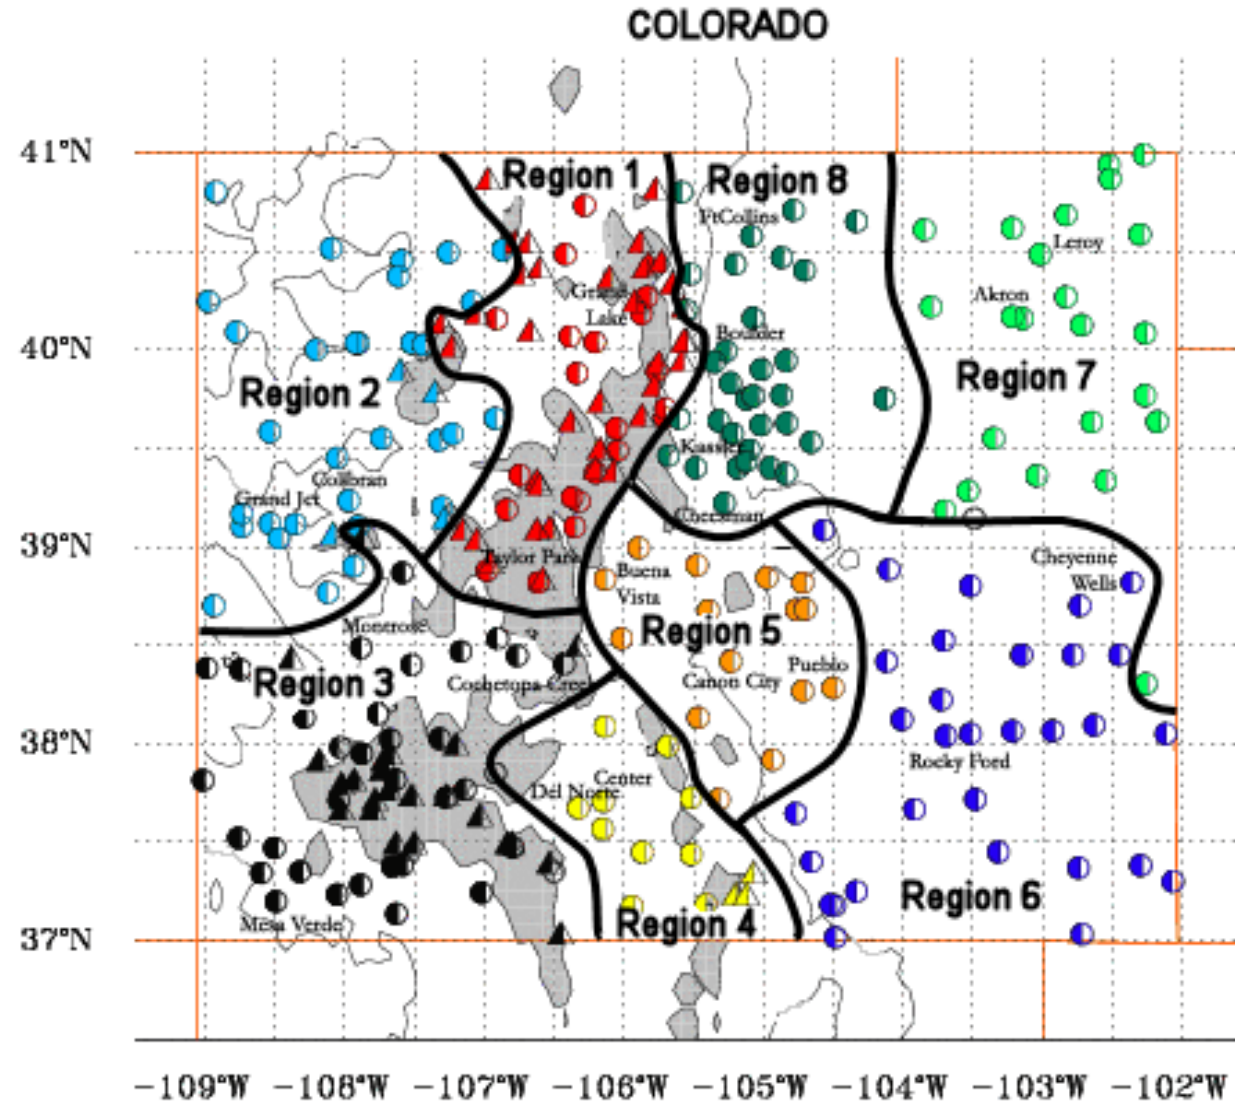 COLORADO
41°N
Region 1
Region 8
FtCollins
Leroy
Grand
Lake
Akron
40°N
Boulder
Region 2
Region 7
Kassler
Collbran
Grand Jct
Cheesman
39°N
Taylor Park
Buena
Vista
Cheyenne
Wells
Montrose
Region 5
Pueblo
Region 3
Cochetopa Creek
Canon City
38°N
Rocky Ford
Center
Del Norte
Region 6
Mesa Verde
Region 4
37°N
-109°W -108°W -107°W -106°W -105°W -104°W -103°W -102°W